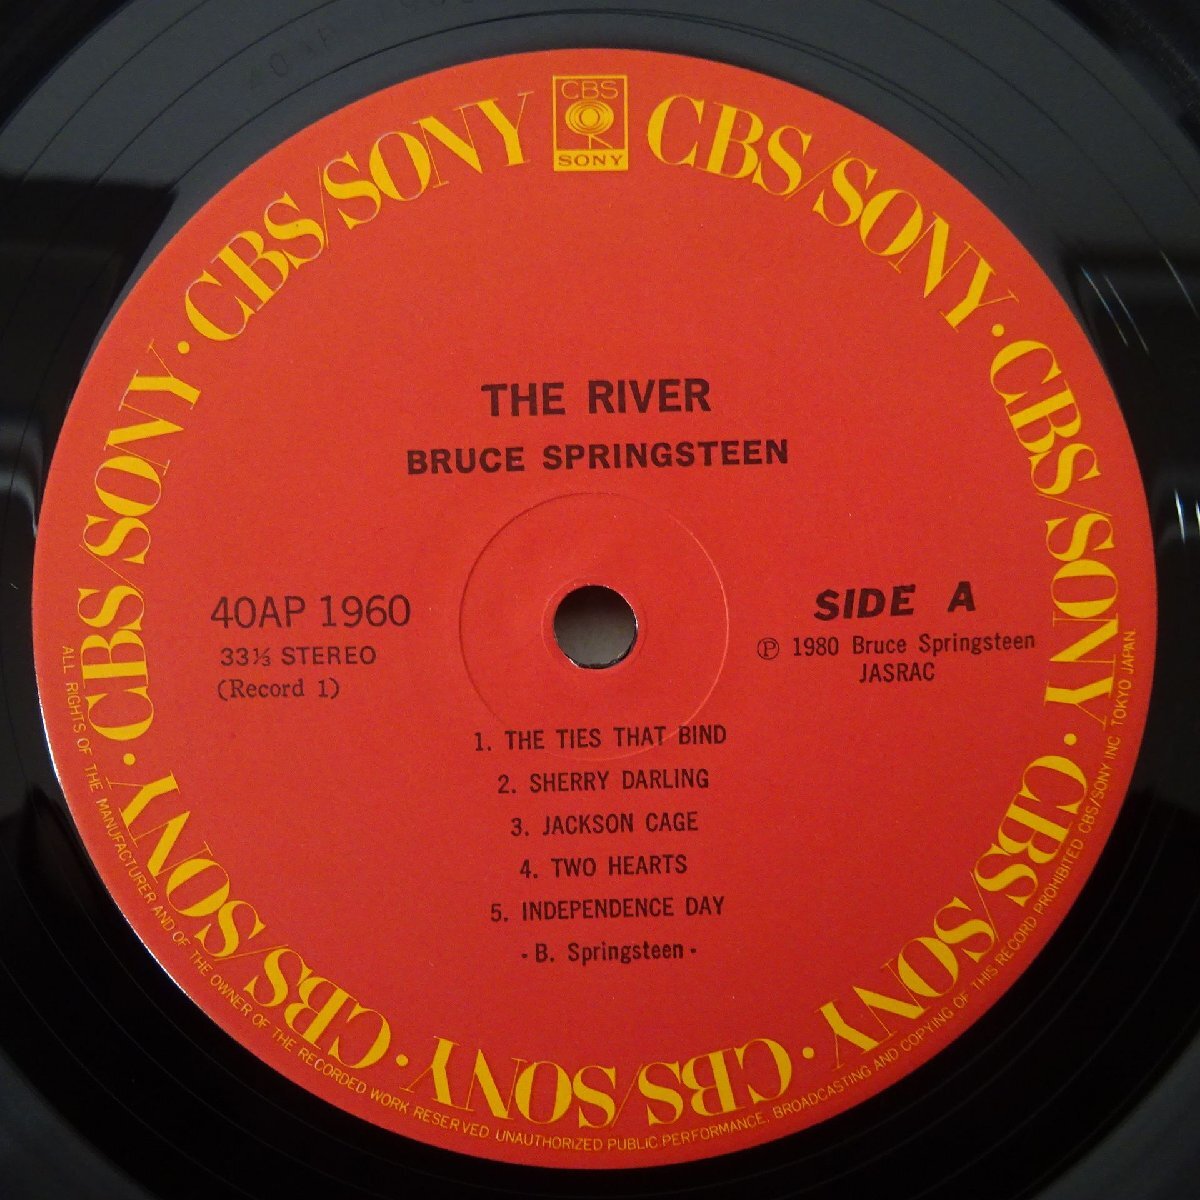 CBS
SONY
CBS/SONY · CBS/SONY · CBS/SONY · CBS/SONY · CBS/SONY · CBS/SONY · CBS/SONY · CBS/SONY
THE RIVER
BRUCE SPRINGSTEEN
40AP 1960
33⅓ STEREO
(Record 1)
SIDE A
Ⓟ 1980 Bruce Springsteen
JASRAC
1. THE TIES THAT BIND
2. SHERRY DARLING
3. JACKSON CAGE
4. TWO HEARTS
5. INDEPENDENCE DAY
· B. Springsteen ·
ALL RIGHTS OF THE MANUFACTURER AND OF THE OWNER OF THE RECORDED WORK RESERVED UNAUTHORIZED PUBLIC PERFORMANCE, BROADCASTING AND COPYING OF THIS RECORD PROHIBITED CBS/SONY INC TOKYO JAPAN